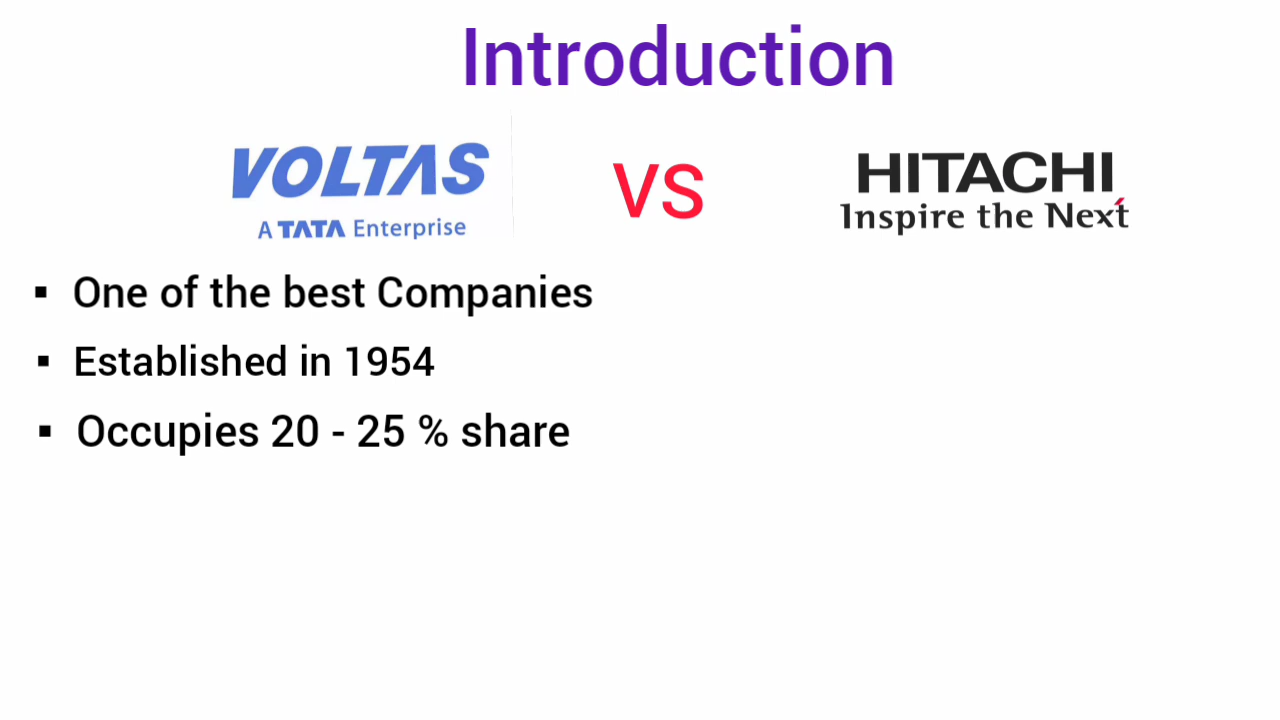 Introduction
VOLTAS
A TATA Enterprise
VS
HITACHI
Inspire the Next
▪ One of the best Companies
▪ Established in 1954
▪ Occupies 20 - 25 % share